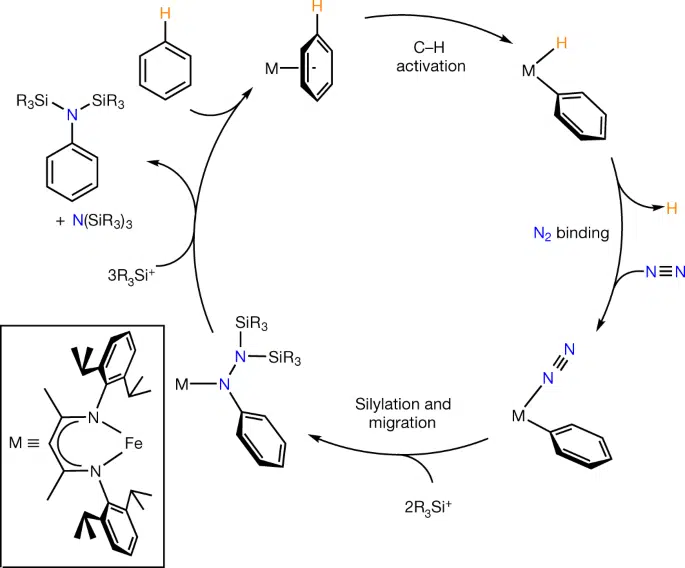 H
H
M
C–H
activation
H
M
R₃Si
SiR₃
N
+ N(SiR₃)₃
3R₃Si⁺
H
N₂ binding
N≡N
SiR₃
N
SiR₃
M
N
N
N
M
Silylation and
migration
2R₃Si⁺
N
M ≡
Fe
N